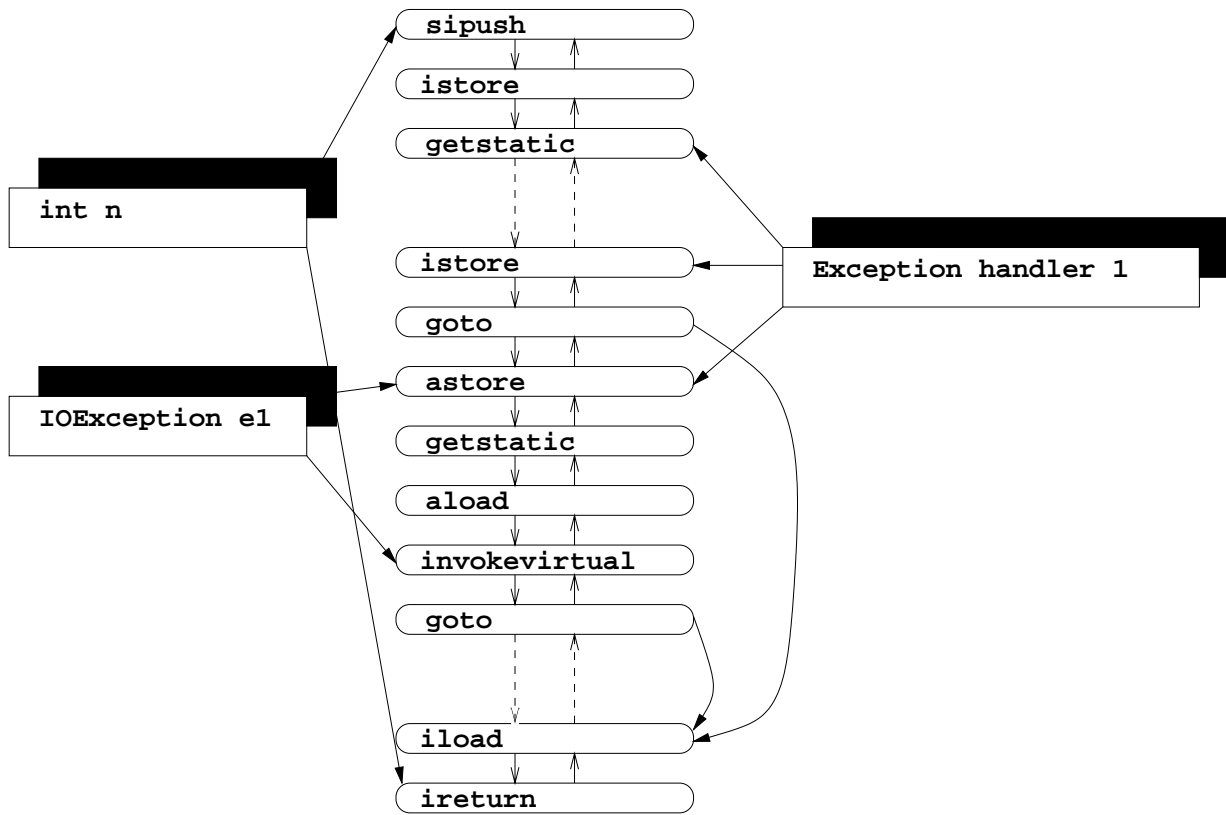 sipush
istore
getstatic
int n
istore
Exception handler 1
goto
astore
IOException e1
getstatic
aload
invokevirtual
goto
iload
ireturn